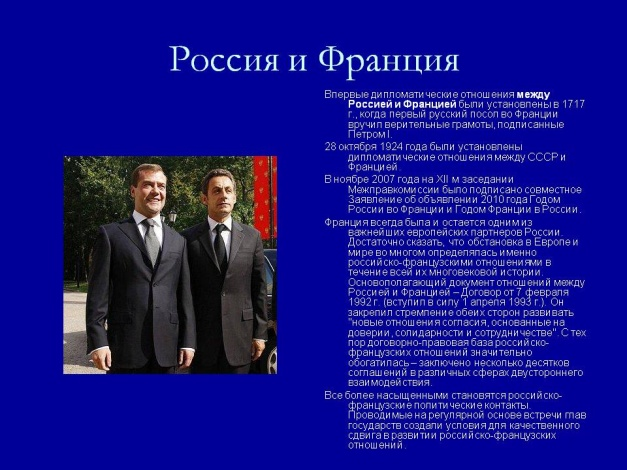 Россия и Франция
Впервые дипломатические отношения между
Россией и Францией были установлены в 1717
г., когда первый русский посол во Франции
вручил верительные грамоты, подписанные
Петром I.
28 октября 1924 года были установлены
дипломатические отношения между СССР и
Францией.
В ноябре 2007 года на XII м заседании
Межправкомиссии было подписано совместное
Заявление об объявлении 2010 года Годом
России во Франции и Годом Франции в России.
Франция всегда была и остается одним из
важнейших европейских партнеров России.
Достаточно сказать, что обстановка в Европе и
мире во многом определялась именно
российско-французскими отношениями в
течение всей их многовековой истории.
Основополагающий документ отношений между
Россией и Францией – Договор от 7 февраля
1992 г. (вступил в силу 1 апреля 1993 г.). Он
закрепил стремление обеих сторон развивать
"новые отношения согласия, основанные на
доверии, солидарности и сотрудничестве". С тех
пор договорно-правовая база российско-
французских отношений значительно
обогатилась – заключено несколько десятков
соглашений в различных сферах двустороннего
взаимодействия.
Все более насыщенными становятся российско-
французские политические контакты.
Проводимые на регулярной основе встречи глав
государств создали условия для качественного
сдвига в развитии российско-французских
отношений.